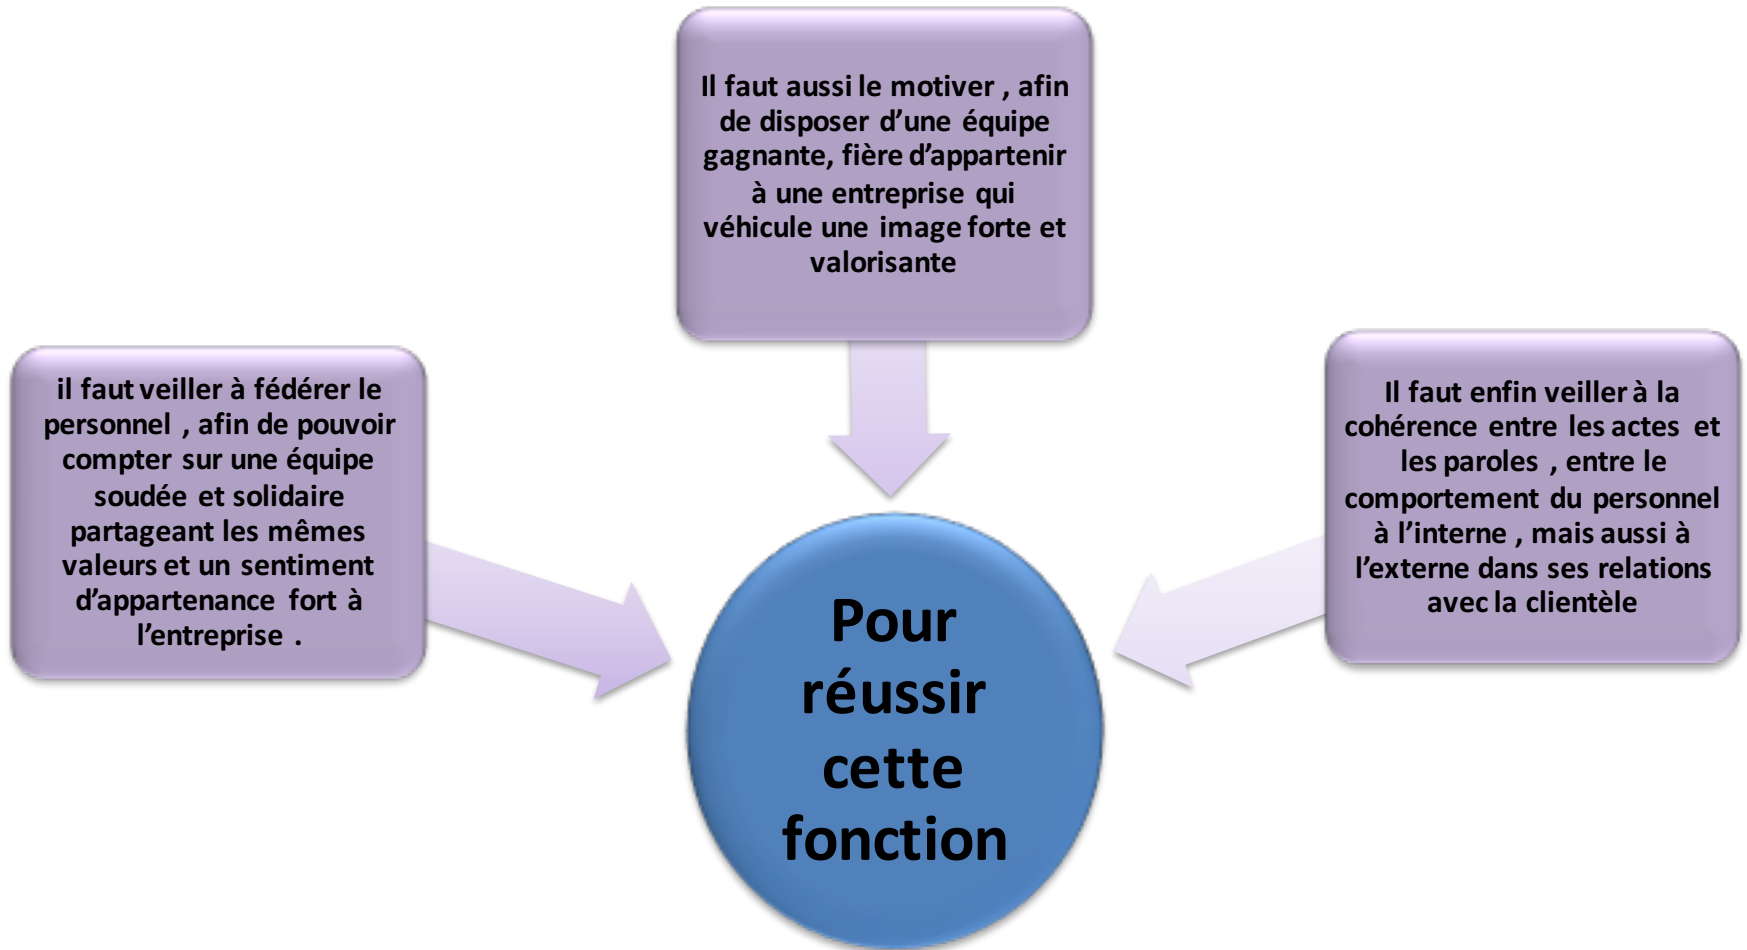 il faut veiller à fédérer le
personnel , afin de pouvoir
compter sur une équipe
soudée et solidaire
partageant les mêmes
valeurs et un sentiment
d’appartenance fort à
l’entreprise .
Il faut aussi le motiver , afin
de disposer d’une équipe
gagnante, fière d’appartenir
à une entreprise qui
véhicule une image forte et
valorisante
Il faut enfin veiller à la
cohérence entre les actes et
les paroles , entre le
comportement du personnel
à l’interne , mais aussi à
l’externe dans ses relations
avec la clientèle
Pour
réussir
cette
fonction